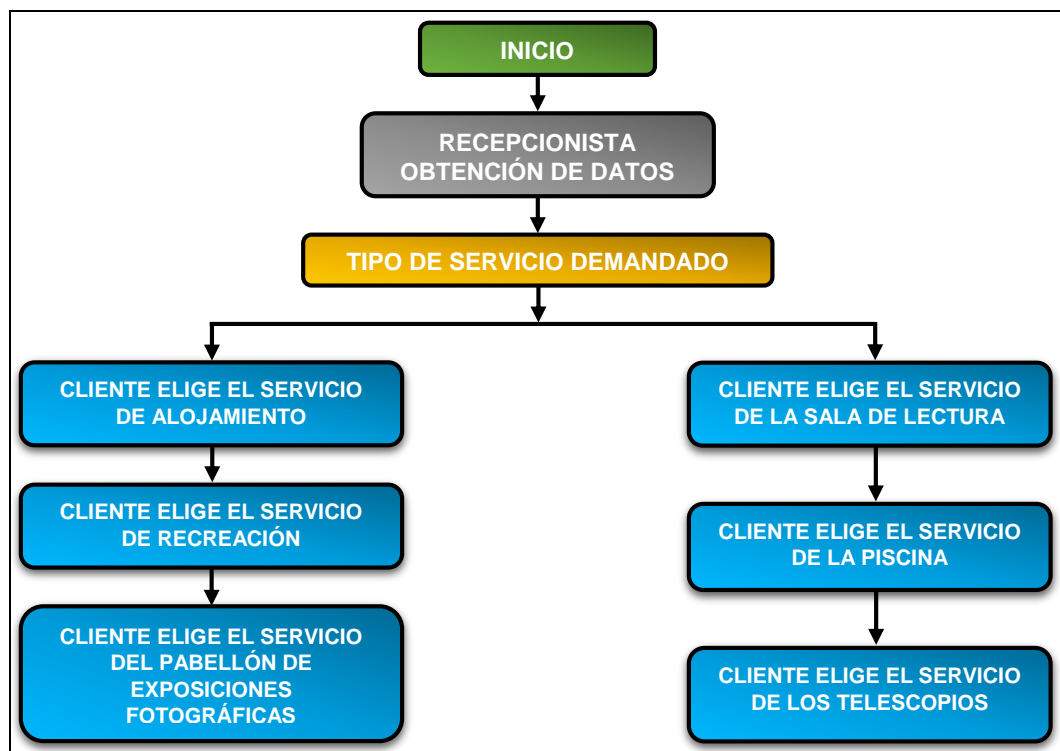 INICIO
RECEPCIONISTA
OBTENCIÓN DE DATOS
TIPO DE SERVICIO DEMANDADO
CLIENTE ELIGE EL SERVICIO
DE ALOJAMIENTO
CLIENTE ELIGE EL SERVICIO
DE RECREACIÓN
CLIENTE ELIGE EL SERVICIO
DEL PABELLÓN DE
EXPOSICIONES
FOTOGRÁFICAS
CLIENTE ELIGE EL SERVICIO
DE LA SALA DE LECTURA
CLIENTE ELIGE EL SERVICIO
DE LA PISCINA
CLIENTE ELIGE EL SERVICIO
DE LOS TELESCOPIOS